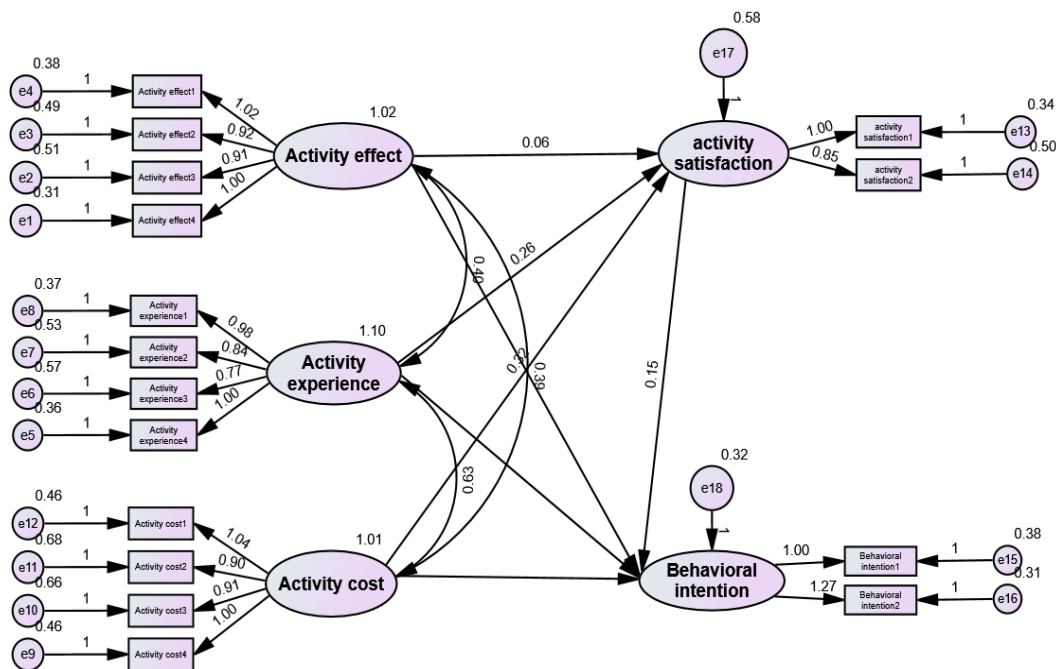 0.58
e17
1
0.38
e4
1
Activity effect1
0.49
e3
1
Activity effect2
0.51
e2
1
Activity effect3
0.31
e1
1
Activity effect4
1.02
0.92
0.91
1.00
1.02
Activity effect
0.06
activity
satisfaction
1.00
0.85
activity
satisfaction1
activity
satisfaction2
1
0.34
e13
1
0.50
e14
0.40
0.26
0.37
e8
1
Activity
experience1
0.53
e7
1
Activity
experience2
0.57
e6
1
Activity
experience3
0.36
e5
1
Activity
experience4
0.98
0.84
0.77
1.00
1.10
Activity
experience
0.32
0.39
0.15
0.63
0.46
e12
1
Activity cost1
0.68
e11
1
Activity cost2
0.66
e10
1
Activity cost3
0.46
e9
1
Activity cost4
1.04
0.90
0.91
1.00
1.01
Activity cost
0.32
e18
1
Behavioral
intention
1.00
1.27
Behavioral
intention1
Behavioral
intention2
1
0.38
e15
1
0.31
e16